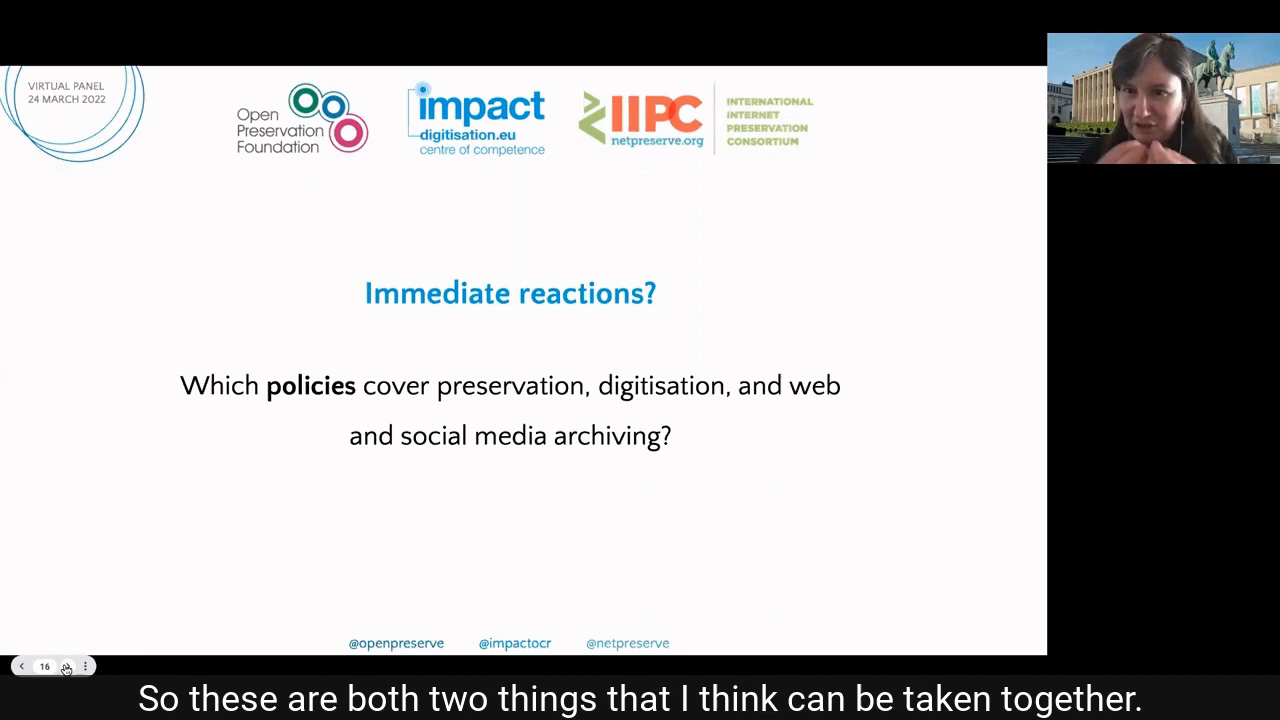 VIRTUAL PANEL
24 MARCH 2022
Open
Preservation
Foundation
impact
digitisation.eu
centre of competence
IIPC
netpreserve.org
INTERNATIONAL
INTERNET
PRESERVATION
CONSORTIUM
Immediate reactions?
Which policies cover preservation, digitisation, and web
and social media archiving?
@openpreserve @impactocr @netpreserve
16
So these are both two things that I think can be taken together.